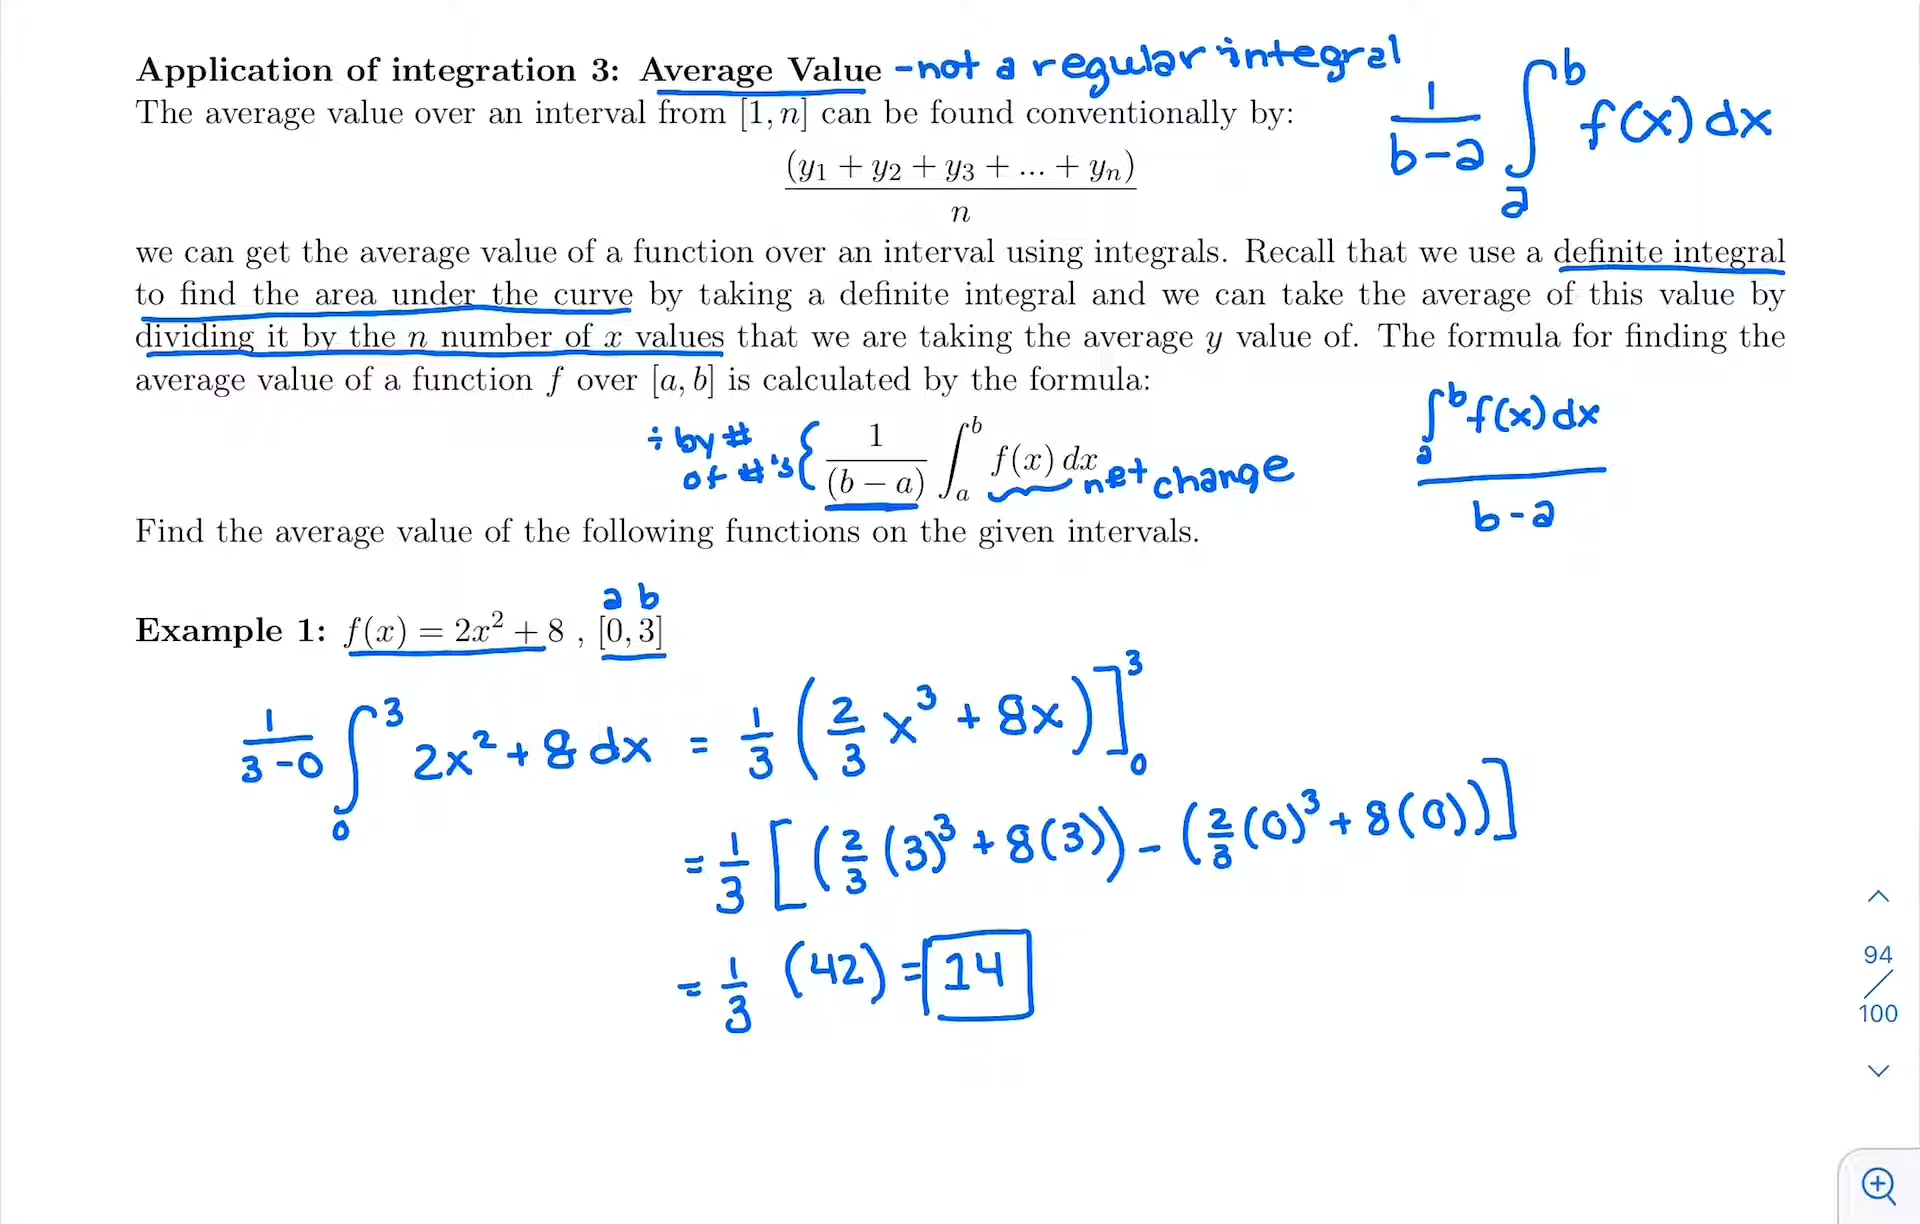 Application of integration 3: Average Value - not a regular integral
The average value over an interval from [1, n] can be found conventionally by:
1/(b-a) ∫_a^b f(x) dx
(y₁ + y₂ + y₃ + ... + yₙ)
n
we can get the average value of a function over an interval using integrals. Recall that we use a definite integral
to find the area under the curve by taking a definite integral and we can take the average of this value by
dividing it by the n number of x values that we are taking the average y value of. The formula for finding the
average value of a function f over [a, b] is calculated by the formula:
÷ by #
of #'s { 1/(b − a) ∫_a^b f(x) dx net change
∫_a^b f(x) dx
b-a
Find the average value of the following functions on the given intervals.
a b
Example 1: f(x) = 2x² + 8 , [0, 3]
1/(3-0) ∫_0^3 2x² + 8 dx = 1/3 (2/3 x³ + 8x)]_0^3
= 1/3 [(2/3 (3)³ + 8(3)) - (2/3 (0)³ + 8(0))]
= 1/3 (42) = 14
94
/
100